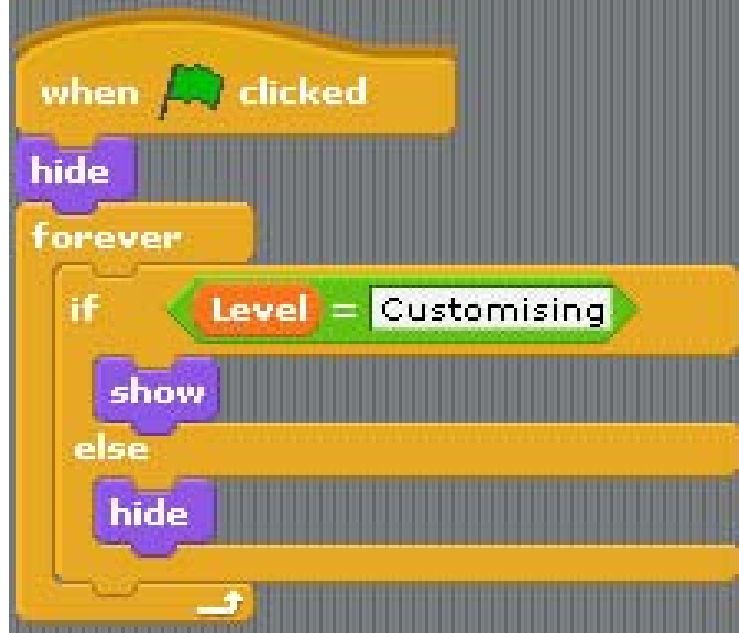 when clicked
hide
forever
if Level = Customising
show
else
hide